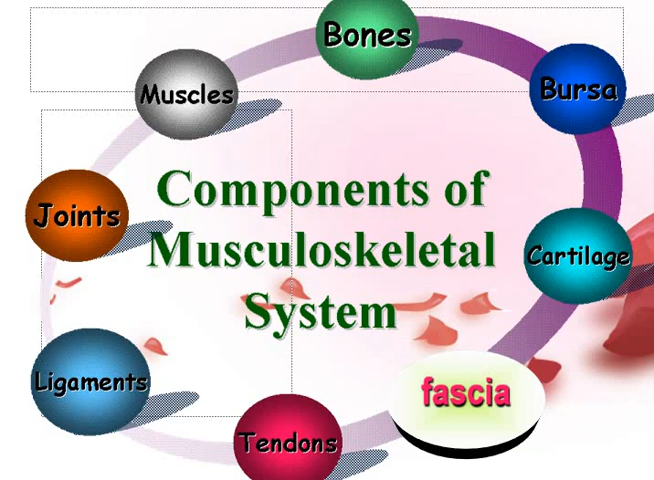 Bones
Muscles
Bursa
Components of
Musculoskeletal
System
Joints
Cartilage
Ligaments
fascia
Tendons